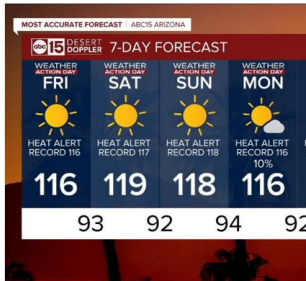 MOST ACCURATE FORECAST | ABC15 ARIZONA
abc 15 DESERT DOPPLER 7-DAY FORECAST
WEATHER ACTION DAY WEATHER ACTION DAY WEATHER ACTION DAY WEATHER ACTION DAY
FRI SAT SUN MON
HEAT ALERT HEAT ALERT HEAT ALERT HEAT ALERT
RECORD 116 RECORD 117 RECORD 118 RECORD 116
10%
116 119 118 116
93 92 94 92